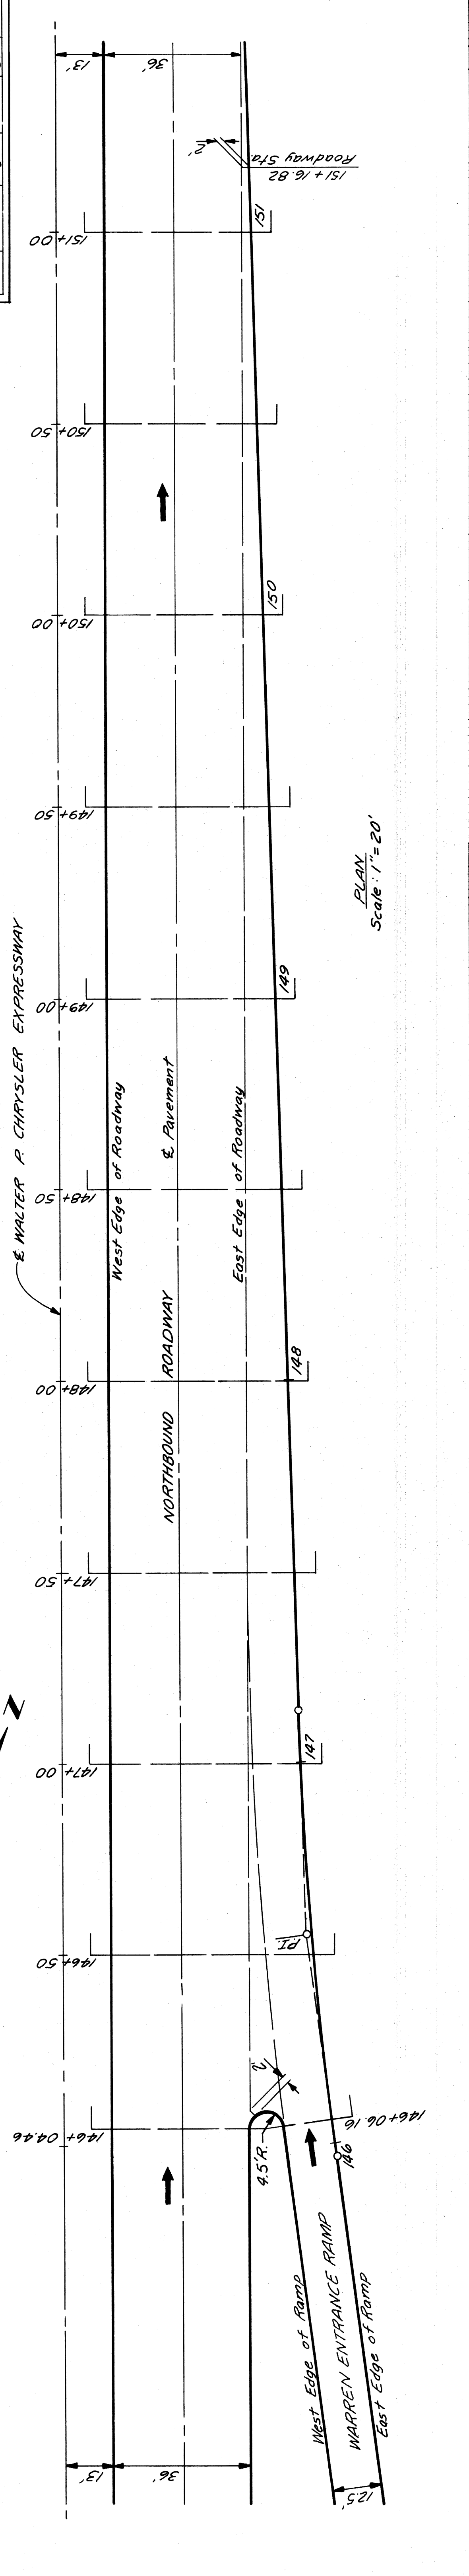 13'
36'
2'
151+16.82
Roadway Sta.
151+00
151
150+50
150+00
150
149+50
PLAN
Scale: 1"=20'
149+00
149
℄ WALTER P. CHRYSLER EXPRESSWAY
West Edge of Roadway
℄ Pavement
East Edge of Roadway
148+50
NORTHBOUND ROADWAY
148+00
148
147+50
N
147+00
147
P.I.
146+50
2'
4.5'R.
146+04.46
146+06.16
146
West Edge of Ramp
WARREN ENTRANCE RAMP
East Edge of Ramp
13'
36'
12.5'